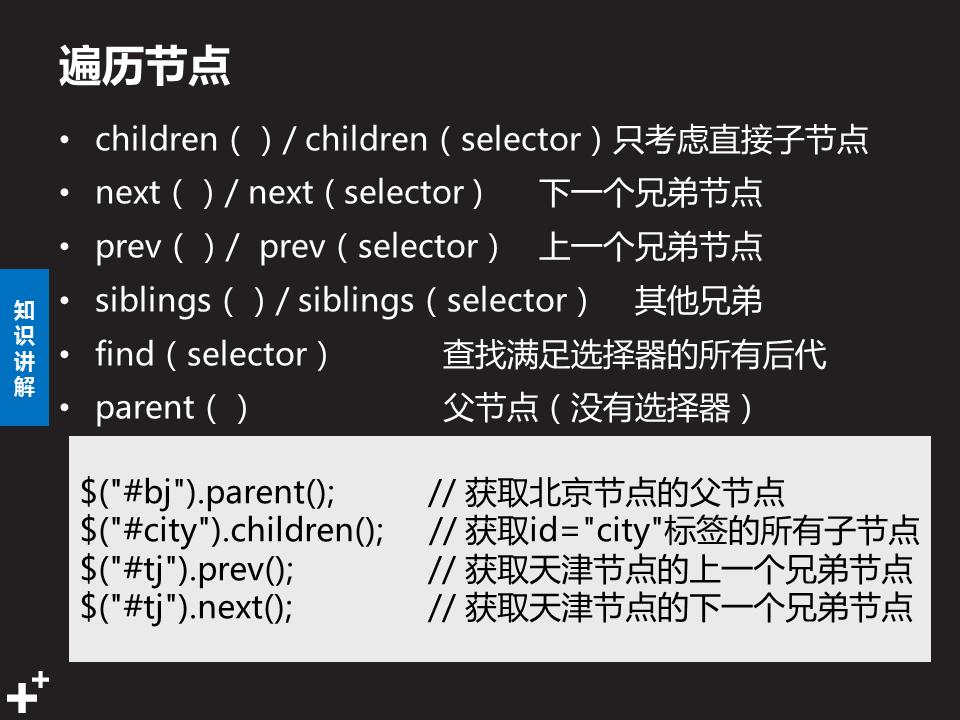 遍历节点
• children（ ）/ children（selector）只考虑直接子节点
• next（ ）/ next（selector） 下一个兄弟节点
• prev（ ）/ prev（selector） 上一个兄弟节点
• siblings（ ）/ siblings（selector） 其他兄弟
• find（selector） 查找满足选择器的所有后代
• parent（ ） 父节点（没有选择器）
知
识
讲
解
$("#bj").parent(); // 获取北京节点的父节点
$("#city").children(); // 获取id="city"标签的所有子节点
$("#tj").prev(); // 获取天津节点的上一个兄弟节点
$("#tj").next(); // 获取天津节点的下一个兄弟节点